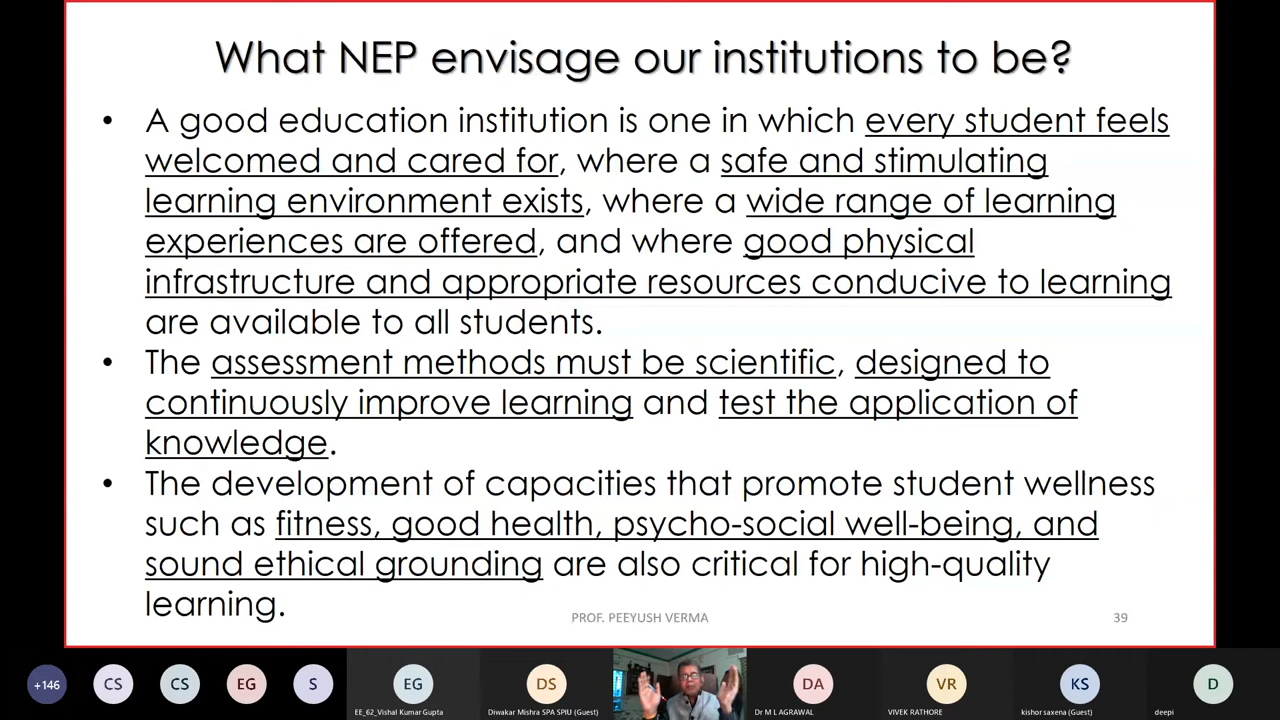 What NEP envisage our institutions to be?
• A good education institution is one in which every student feels
welcomed and cared for, where a safe and stimulating
learning environment exists, where a wide range of learning
experiences are offered, and where good physical
infrastructure and appropriate resources conducive to learning
are available to all students.
• The assessment methods must be scientific, designed to
continuously improve learning and test the application of
knowledge.
• The development of capacities that promote student wellness
such as fitness, good health, psycho-social well-being, and
sound ethical grounding are also critical for high-quality
learning.
PROF. PEEYUSH VERMA 39
+146 CS CS EG S EG DS DA VR KS D
EE_62_Vishal Kumar Gupta Diwakar Mishra SPA SPIU (Guest) Dr M L AGRAWAL VIVEK RATHORE kishor saxena (Guest) deepi